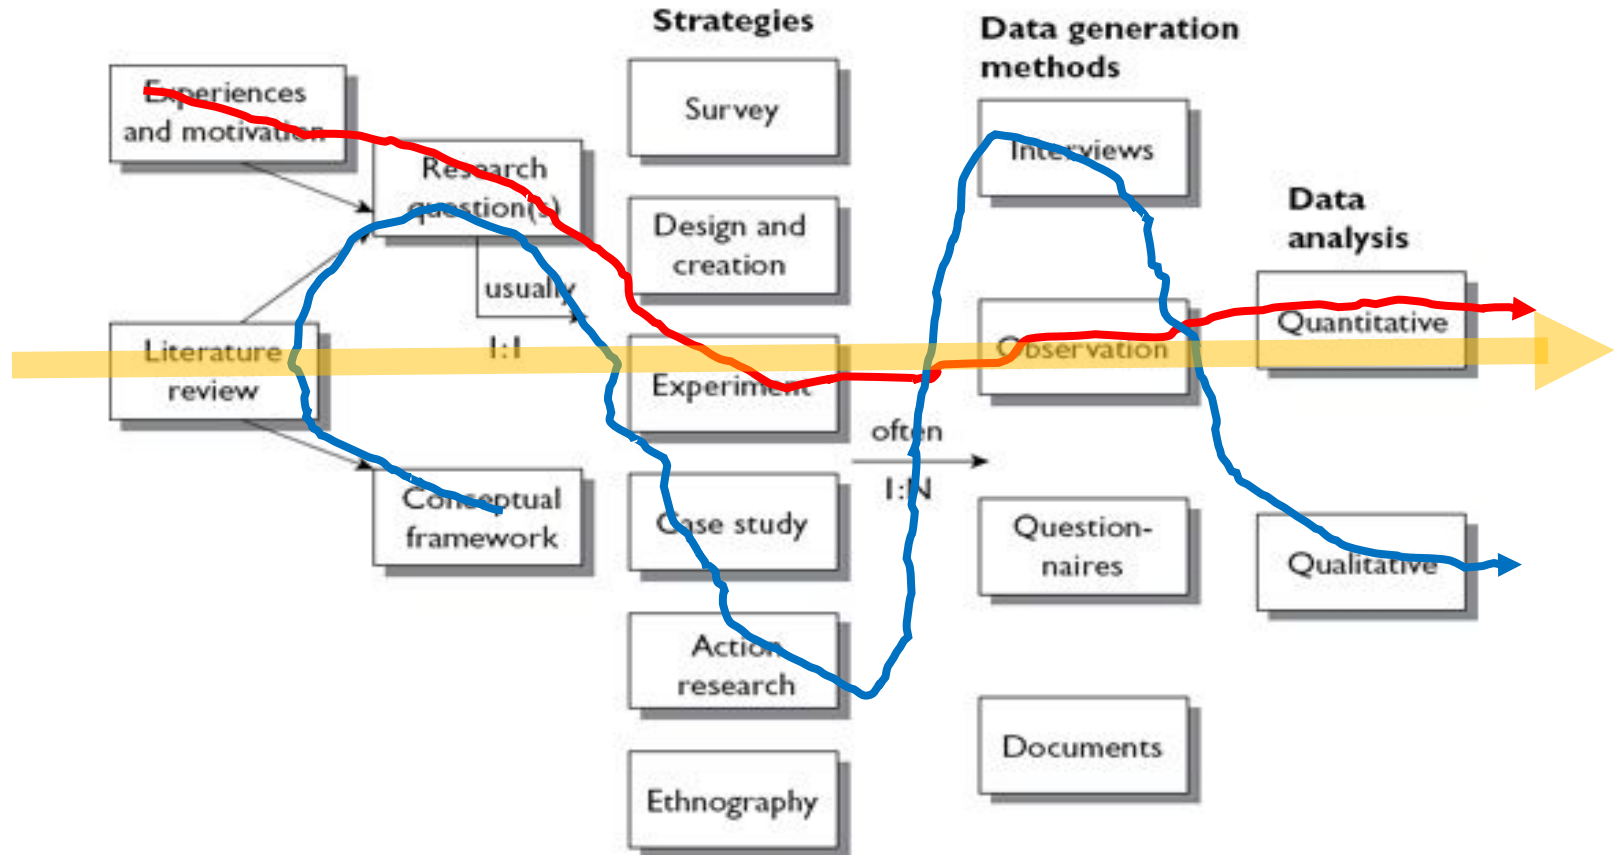 Strategies
Data generation
methods
Experiences
and motivation
Research
question(s)
usually
1:1
Literature
review
Conceptual
framework
Survey
Design and
creation
Experiment
Case study
Action
research
Ethnography
often
1:N
Interviews
Observation
Question-
naires
Documents
Data
analysis
Quantitative
Qualitative